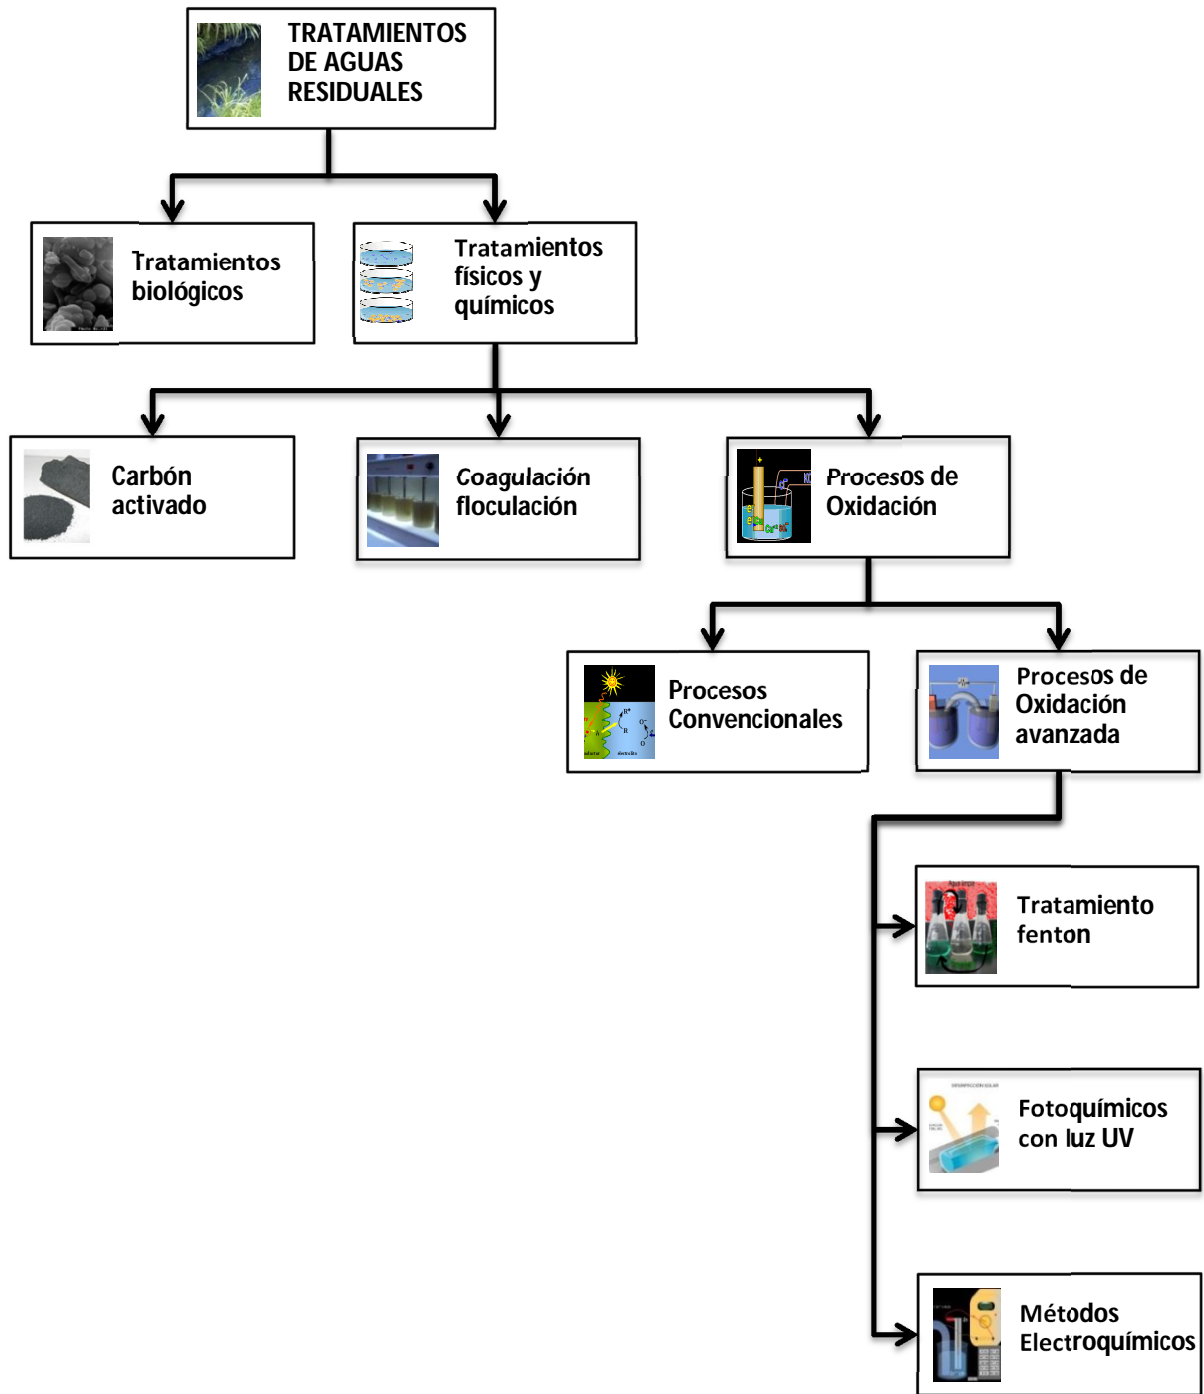 TRATAMIENTOS
DE AGUAS
RESIDUALES
Tratamientos
biológicos
Tratamientos
físicos y
químicos
Carbón
activado
Coagulación
floculación
Procesos de
Oxidación
Procesos
Convencionales
Procesos de
Oxidación
avanzada
Tratamiento
fenton
Fotoquímicos
con luz UV
Métodos
Electroquímicos